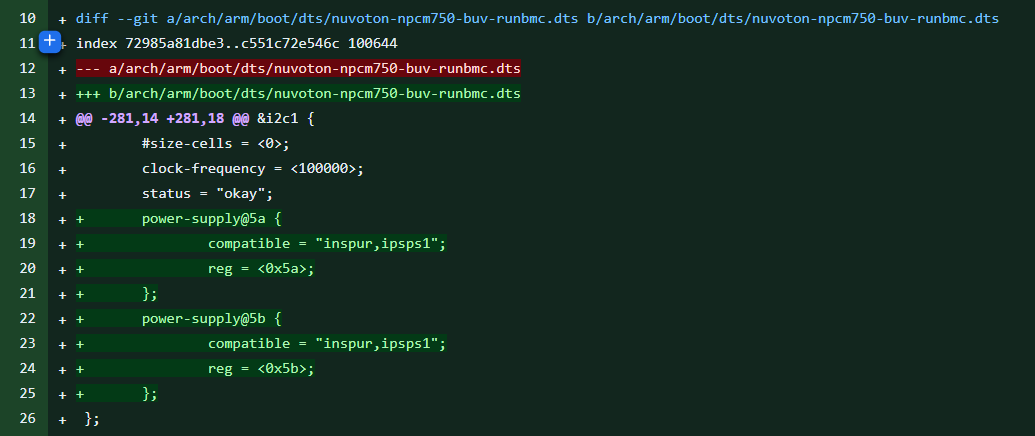 10 + diff --git a/arch/arm/boot/dts/nuvoton-npcm750-buv-runbmc.dts b/arch/arm/boot/dts/nuvoton-npcm750-buv-runbmc.dts
11 + index 72985a81dbe3..c551c72e546c 100644
12 + --- a/arch/arm/boot/dts/nuvoton-npcm750-buv-runbmc.dts
13 + +++ b/arch/arm/boot/dts/nuvoton-npcm750-buv-runbmc.dts
14 + @@ -281,14 +281,18 @@ &i2c1 {
15 +         #size-cells = <0>;
16 +         clock-frequency = <100000>;
17 +         status = "okay";
18 + +       power-supply@5a {
19 + +               compatible = "inspur,ipsps1";
20 + +               reg = <0x5a>;
21 + +       };
22 + +       power-supply@5b {
23 + +               compatible = "inspur,ipsps1";
24 + +               reg = <0x5b>;
25 + +       };
26 +  };